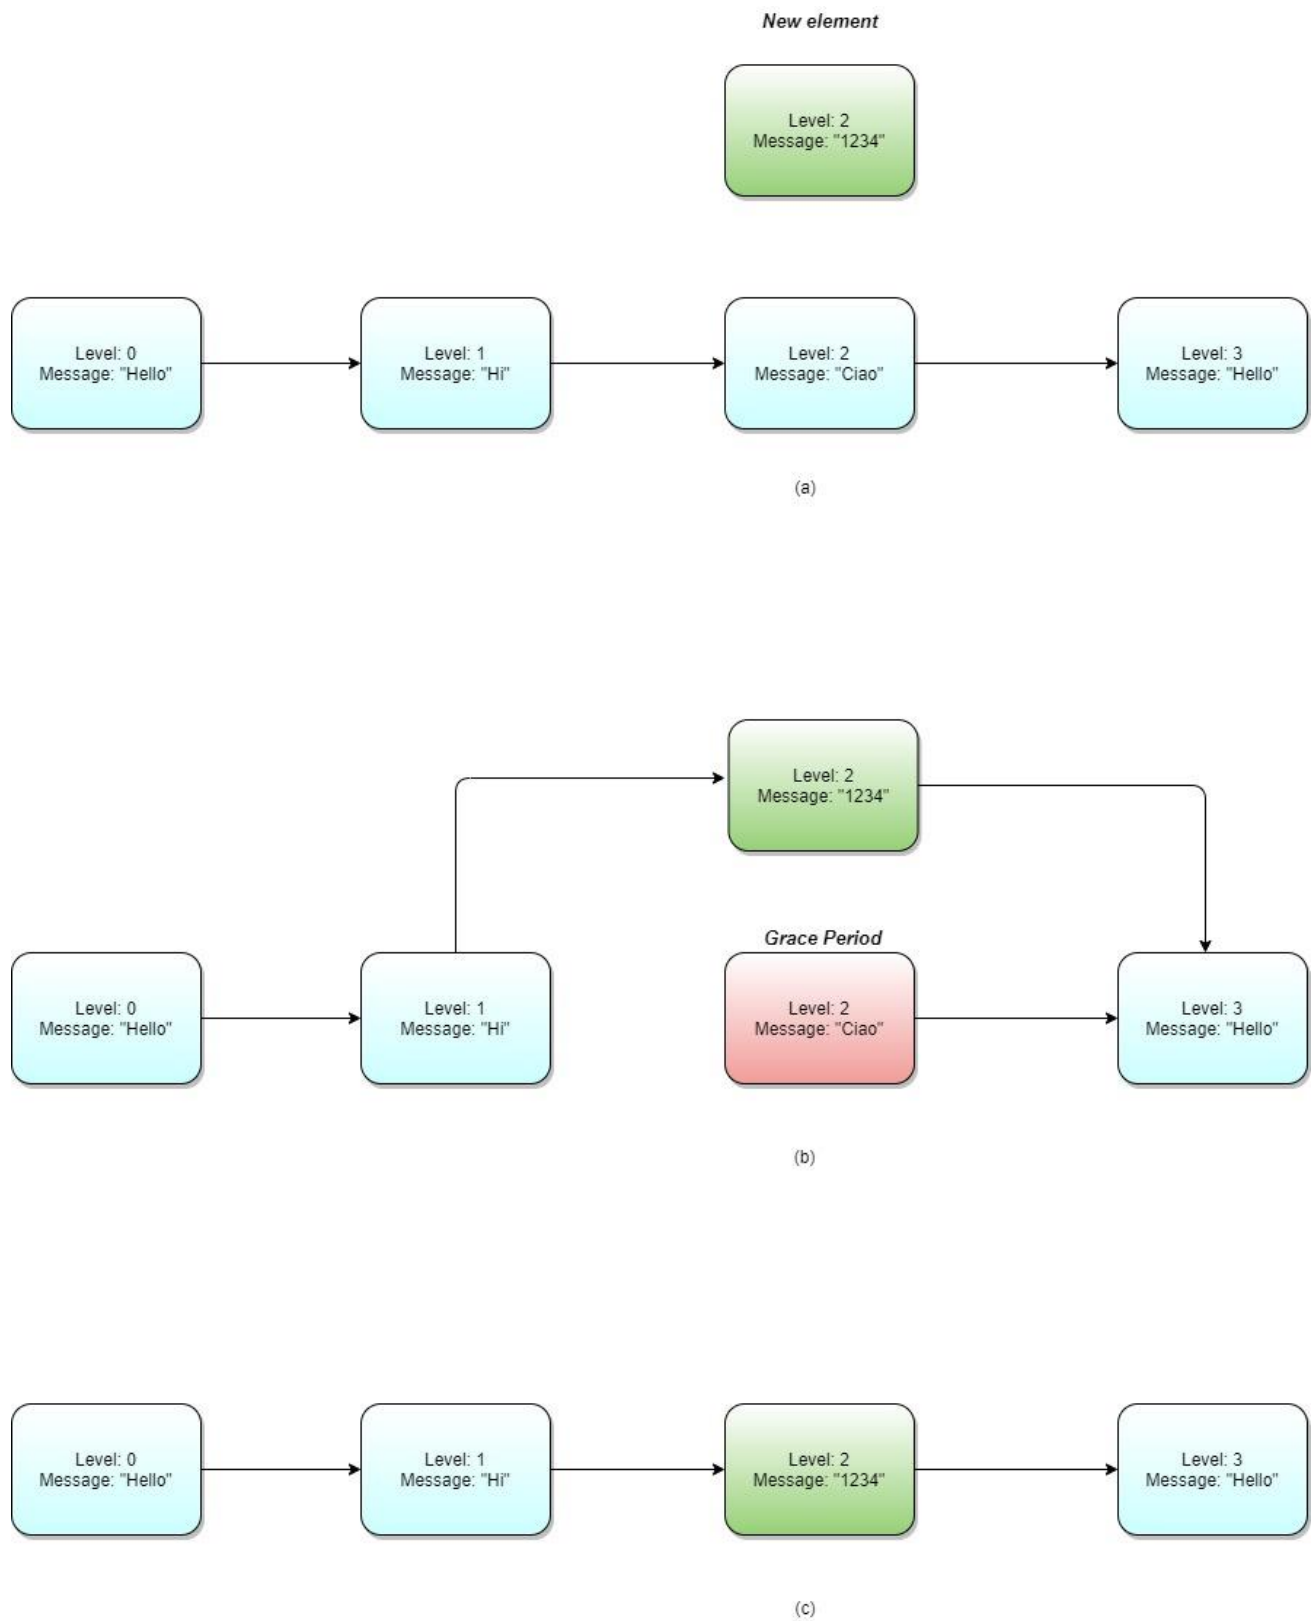 New element
Level: 2
Message: "1234"
Level: 0
Message: "Hello"
Level: 1
Message: "Hi"
Level: 2
Message: "Ciao"
Level: 3
Message: "Hello"
(a)
Level: 2
Message: "1234"
Grace Period
Level: 0
Message: "Hello"
Level: 1
Message: "Hi"
Level: 2
Message: "Ciao"
Level: 3
Message: "Hello"
(b)
Level: 0
Message: "Hello"
Level: 1
Message: "Hi"
Level: 2
Message: "1234"
Level: 3
Message: "Hello"
(c)